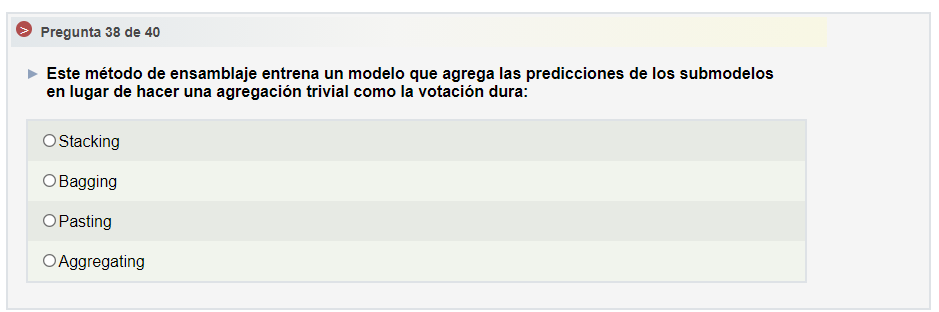 Pregunta 38 de 40
Este método de ensamblaje entrena un modelo que agrega las predicciones de los submodelos
en lugar de hacer una agregación trivial como la votación dura:
Stacking
Bagging
Pasting
Aggregating